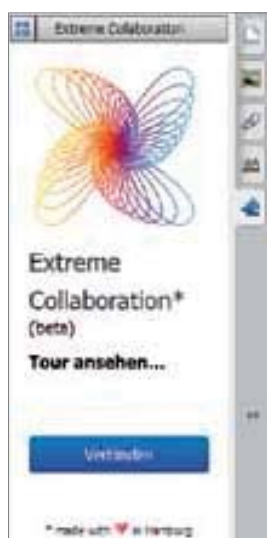 Extreme Collaboration
Extreme
Collaboration*
(beta)
Tour ansehen...
Verbinden
* made with ❤ in Hamburg